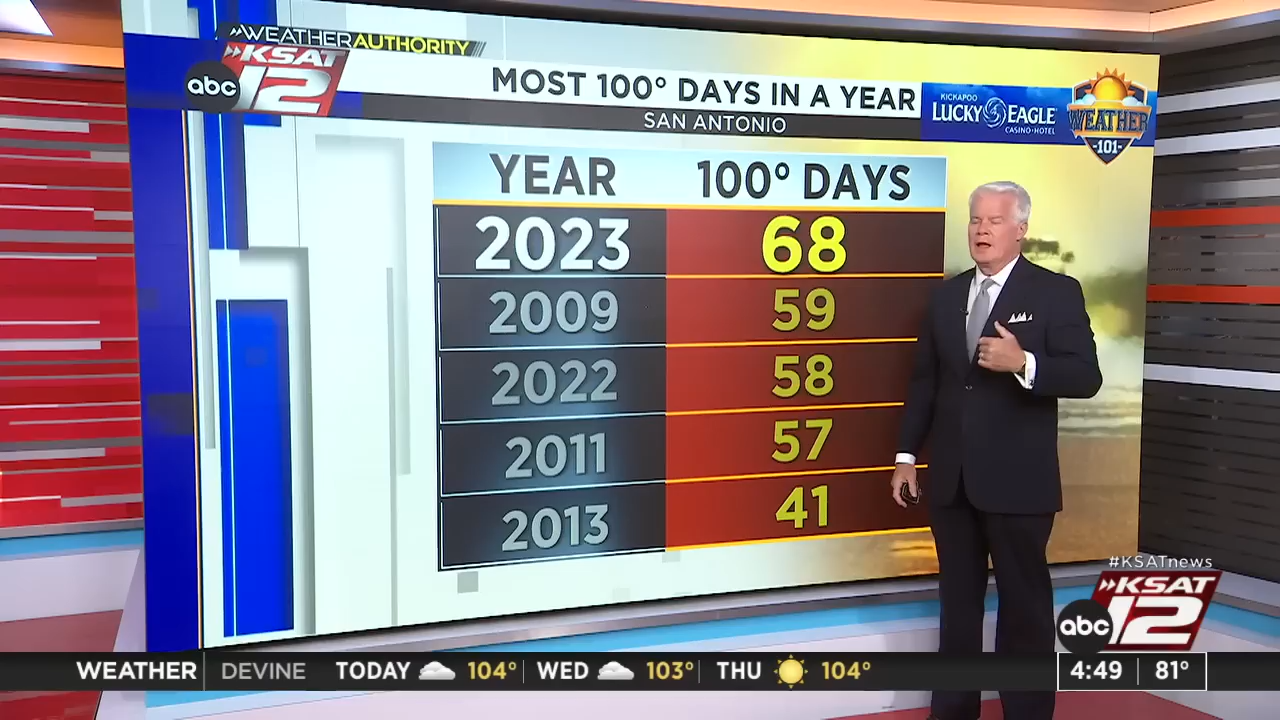 »WEATHERAUTHORITY
»KSAT
abc 12
MOST 100° DAYS IN A YEAR
SAN ANTONIO
KICKAPOO
LUCKY EAGLE
CASINO•HOTEL
WEATHER
-101-
YEAR 100° DAYS
2023 68
2009 59
2022 58
2011 57
2013 41
#KSATnews
»KSAT
abc 12
WEATHER DEVINE TODAY 104° WED 103° THU 104° 4:49 81°